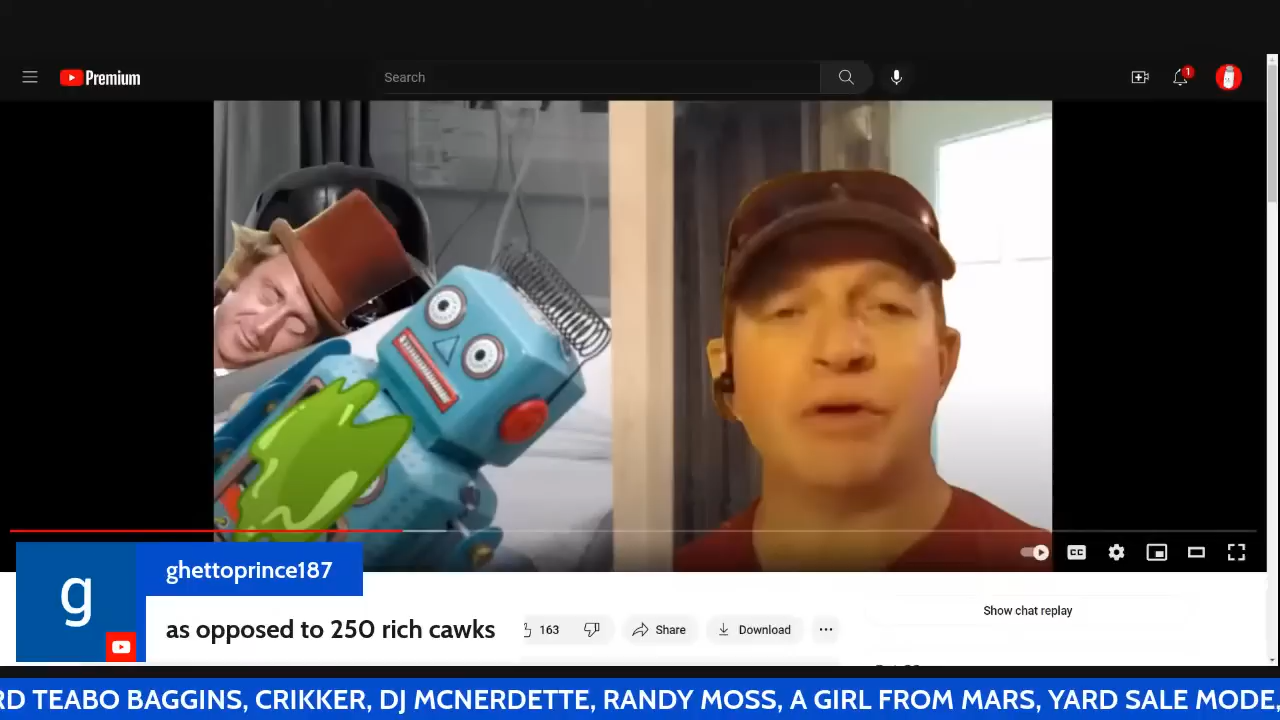 Premium
Search
1
g
ghettoprince187
as opposed to 250 rich cawks
163
Share
Download
Show chat replay
RD TEABO BAGGINS, CRIKKER, DJ MCNERDETTE, RANDY MOSS, A GIRL FROM MARS, YARD SALE MODE,